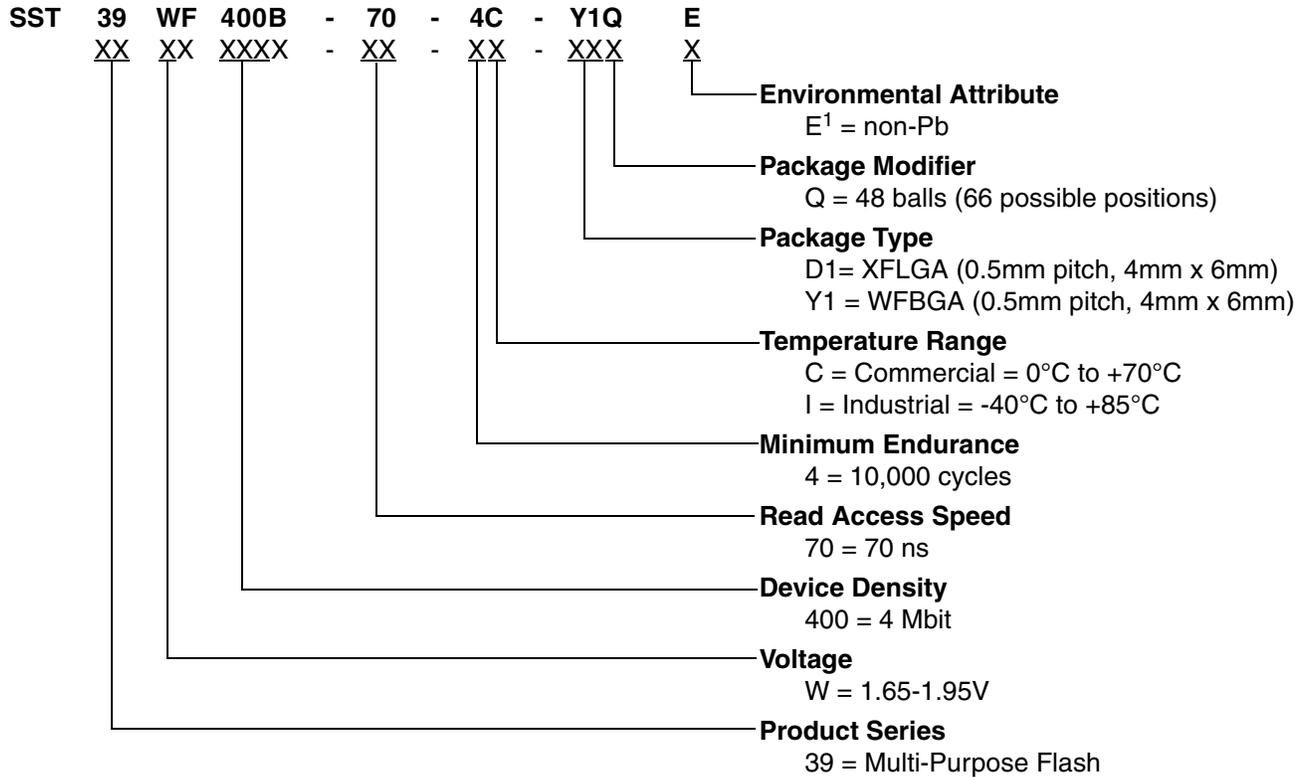 SST 39 WF 400B - 70 - 4C - Y1Q E
XX XX XXXX - XX - XX - XXX X
Environmental Attribute
E1 = non-Pb
Package Modifier
Q = 48 balls (66 possible positions)
Package Type
D1= XFLGA (0.5mm pitch, 4mm x 6mm)
Y1 = WFBGA (0.5mm pitch, 4mm x 6mm)
Temperature Range
C = Commercial = 0°C to +70°C
I = Industrial = -40°C to +85°C
Minimum Endurance
4 = 10,000 cycles
Read Access Speed
70 = 70 ns
Device Density
400 = 4 Mbit
Voltage
W = 1.65-1.95V
Product Series
39 = Multi-Purpose Flash